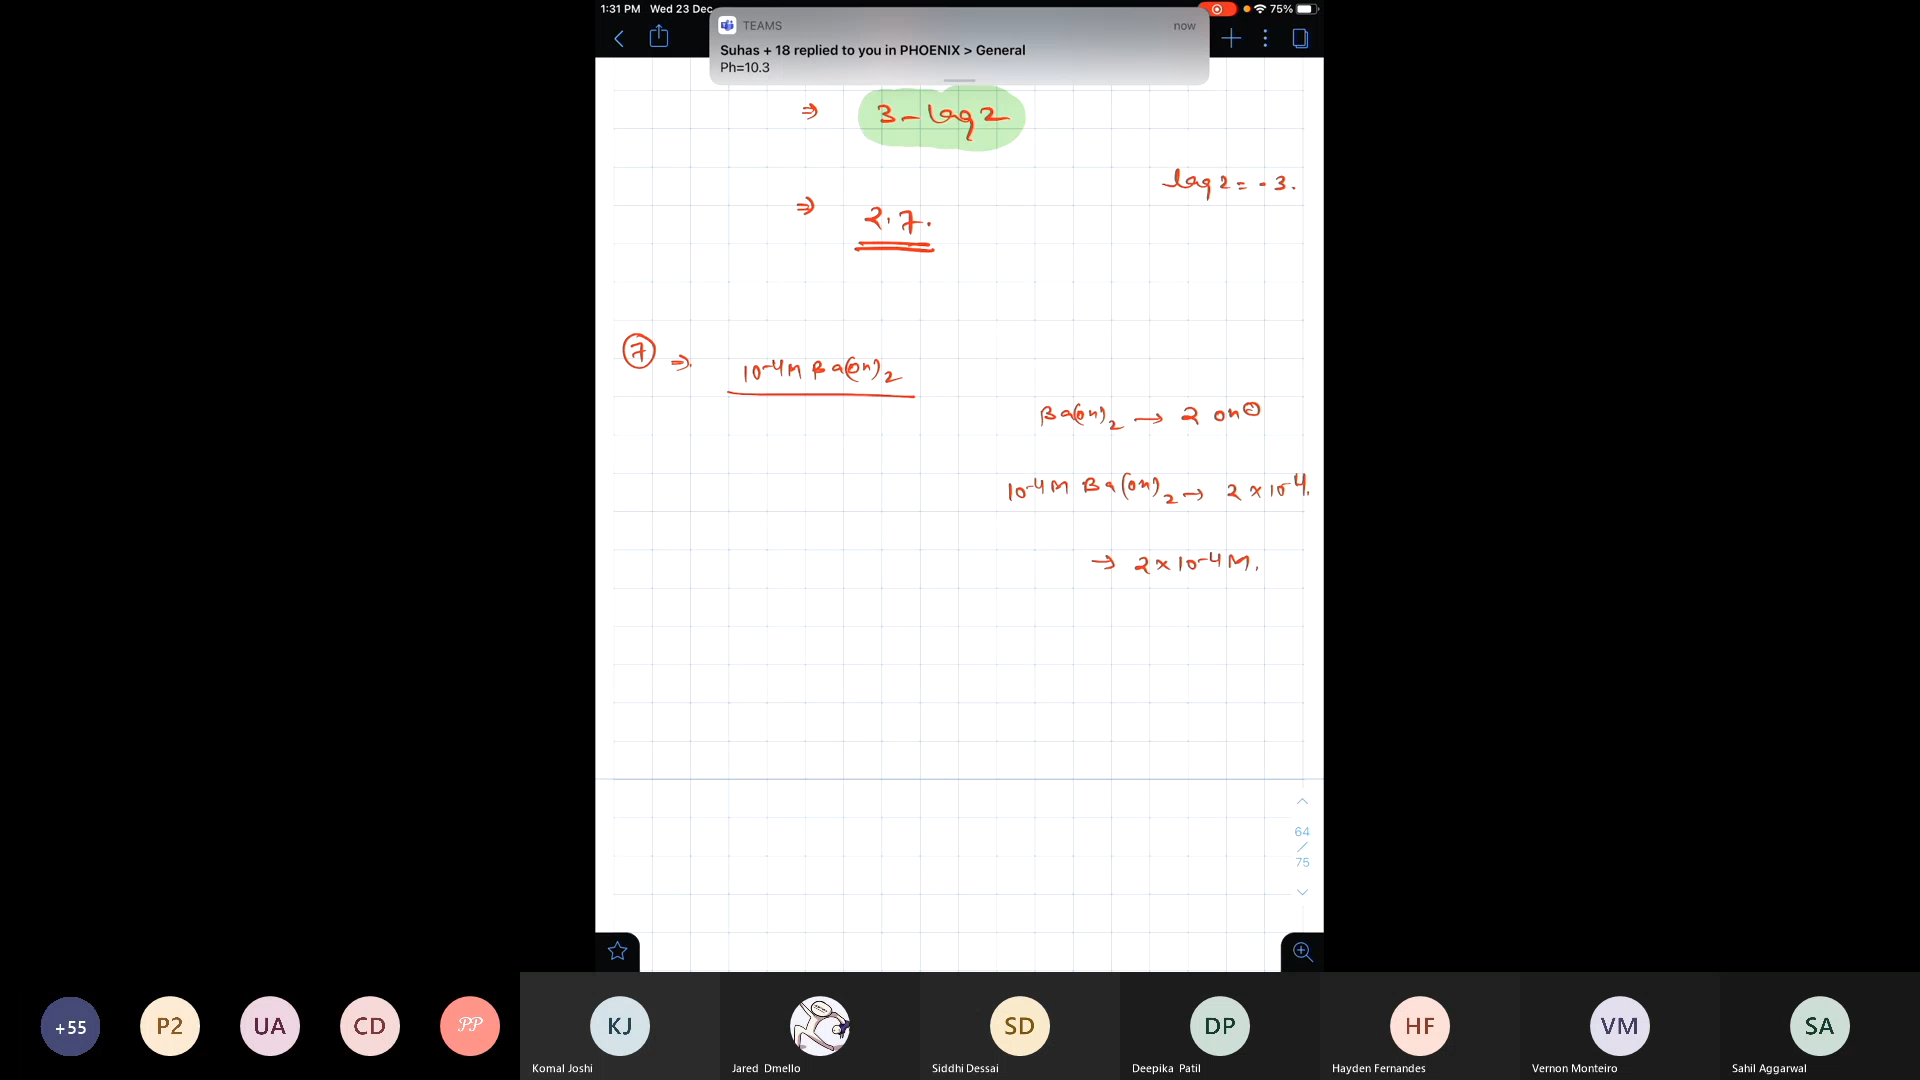 1:31 PM Wed 23 Dec 75%
TEAMS now
Suhas + 18 replied to you in PHOENIX > General
Ph=10.3
⇒ 3 - log 2
log 2 = .3.
⇒ 2.7.
7 ⇒ 10⁻⁴M Ba(OH)₂
Ba(OH)₂ → 2 OH⊖
10⁻⁴M Ba(OH)₂ → 2 × 10⁻⁴.
→ 2 × 10⁻⁴ M.
64
/
75
+55 P2 UA CD PP KJ SD DP HF VM SA
Komal Joshi Jared Dmello Siddhi Dessai Deepika Patil Hayden Fernandes Vernon Monteiro Sahil Aggarwal